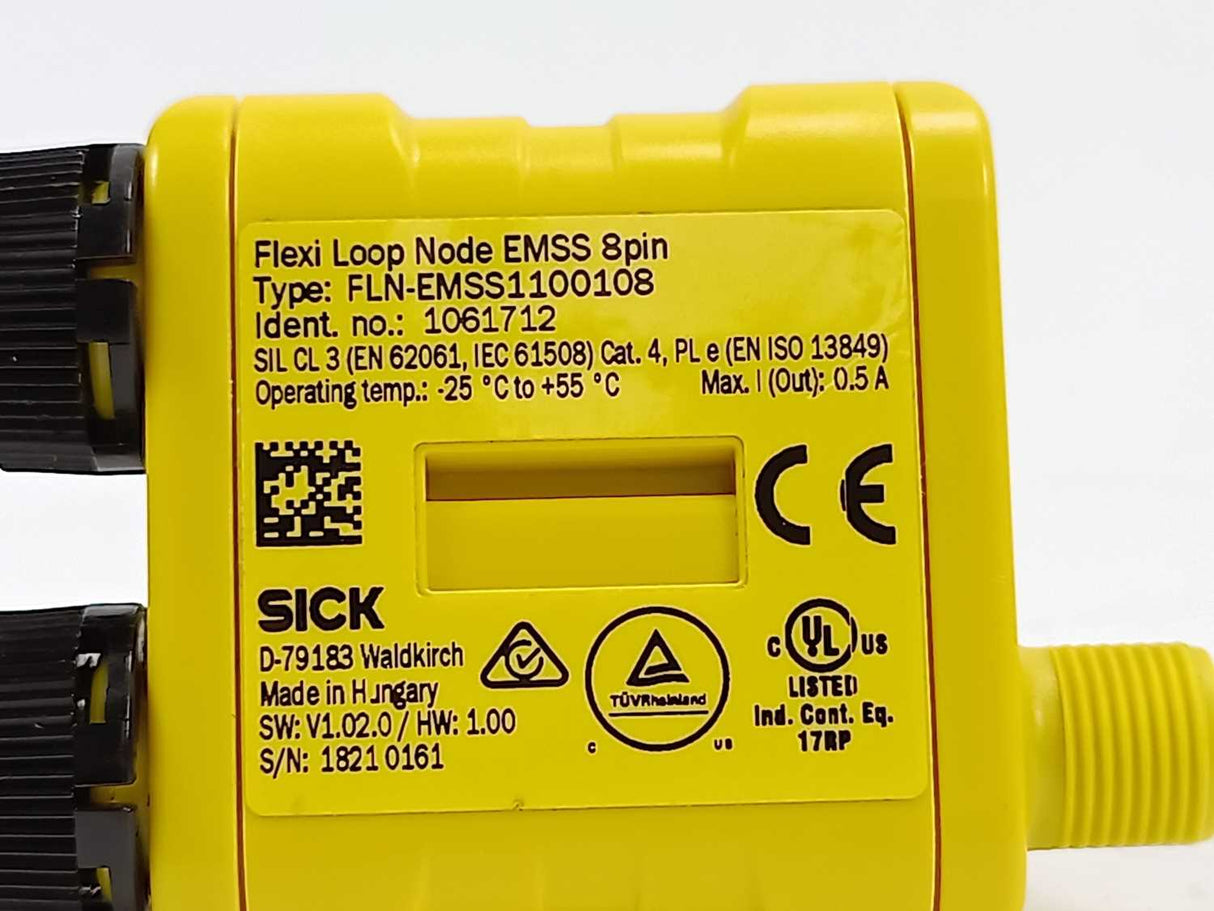 Flexi Loop Node EMSS 8pin
Type: FLN-EMSS1100108
Ident. no.: 1061712
SIL CL 3 (EN 62061, IEC 61508) Cat. 4, PL e (EN ISO 13849)
Operating temp.: -25 °C to +55 °C Max. I (Out): 0.5 A
CE
SICK
D-79183 Waldkirch
Made in Hungary
SW: V1.02.0 / HW: 1.00
S/N: 1821 0161
TÜVRheinland
C US
C UL US
LISTED
Ind. Cont. Eq.
17RP